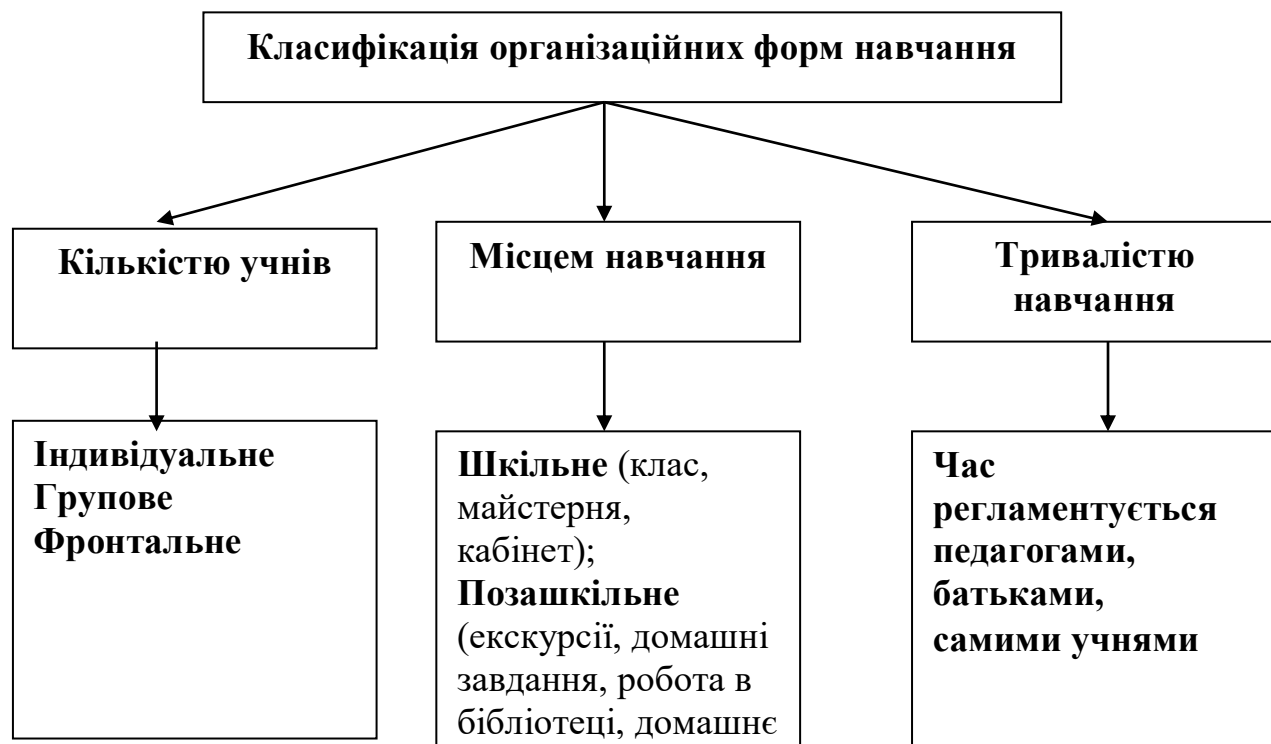 Класифікація організаційних форм навчання
Кількістю учнів
Місцем навчання
Тривалістю
навчання
Індивідуальне
Групове
Фронтальне
Шкільне (клас,
майстерня,
кабінет);
Позашкільне
(екскурсії, домашні
завдання, робота в
бібліотеці, домашнє
Час
регламентується
педагогами,
батьками,
самими учнями